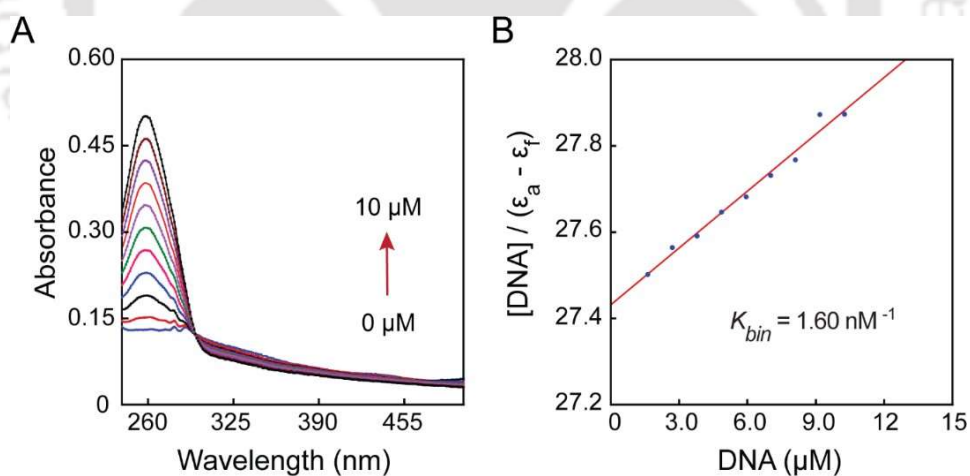 A
0.60
0.45
0.30
0.15
0
Absorbance
10 µM
0 µM
260 325 390 455
Wavelength (nm)
B
28.0
27.8
27.6
27.4
27.2
[DNA] / (εa - εf)
Kbin = 1.60 nM-1
0 3.0 6.0 9.0 12 15
DNA (µM)